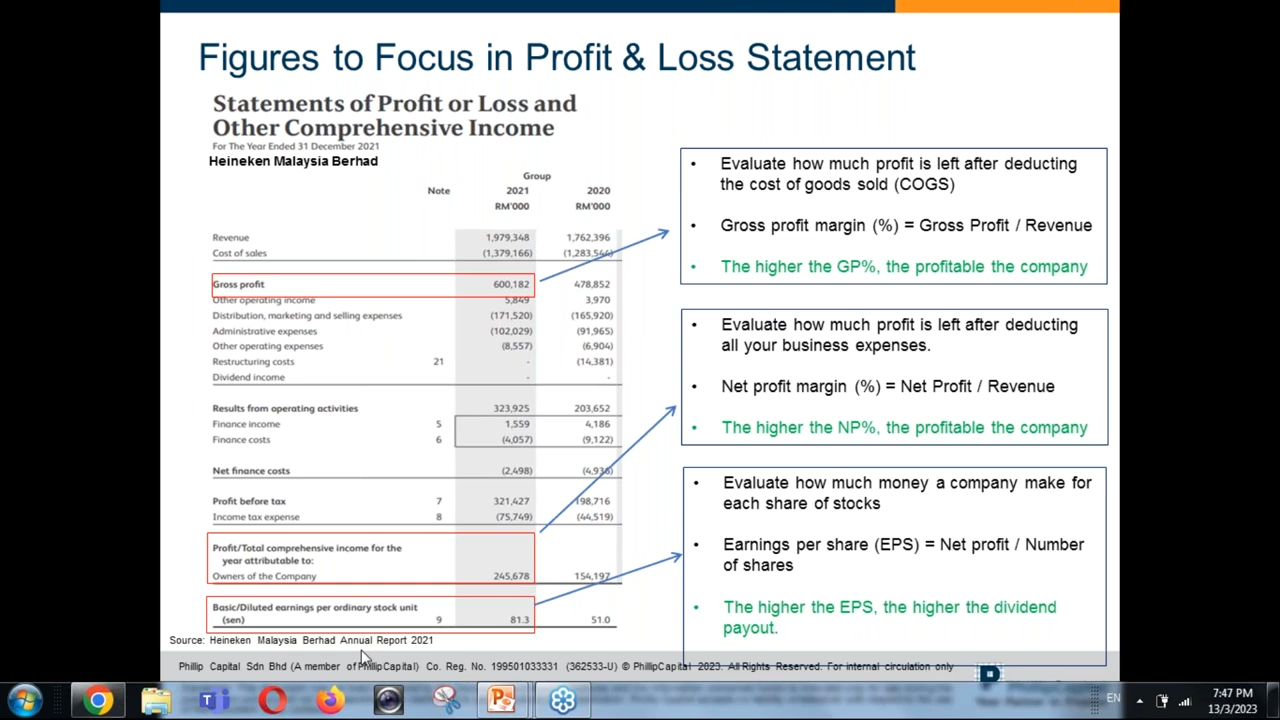 Figures to Focus in Profit & Loss Statement
Statements of Profit or Loss and
Other Comprehensive Income
For The Year Ended 31 December 2021
Heineken Malaysia Berhad
Group
Note 2021 2020
RM'000 RM'000
Revenue 1,979,348 1,762,396
Cost of sales (1,379,166) (1,283,544)
Gross profit 600,182 478,852
Other operating income 5,849 3,970
Distribution, marketing and selling expenses (171,520) (165,920)
Administrative expenses (102,029) (91,965)
Other operating expenses (8,557) (6,904)
Restructuring costs 21 - (14,381)
Dividend income - -
Results from operating activities 323,925 203,652
Finance income 5 1,559 4,186
Finance costs 6 (4,057) (9,122)
Net finance costs (2,498) (4,936)
Profit before tax 7 321,427 198,716
Income tax expense 8 (75,749) (44,519)
Profit/Total comprehensive income for the
year attributable to:
Owners of the Company 245,678 154,197
Basic/Diluted earnings per ordinary stock unit
(sen) 9 81.3 51.0
Source: Heineken Malaysia Berhad Annual Report 2021
• Evaluate how much profit is left after deducting
the cost of goods sold (COGS)
• Gross profit margin (%) = Gross Profit / Revenue
• The higher the GP%, the profitable the company
• Evaluate how much profit is left after deducting
all your business expenses.
• Net profit margin (%) = Net Profit / Revenue
• The higher the NP%, the profitable the company
• Evaluate how much money a company make for
each share of stocks
• Earnings per share (EPS) = Net profit / Number
of shares
• The higher the EPS, the higher the dividend
payout.
Phillip Capital Sdn Bhd (A member of PhillipCapital) Co. Reg. No. 199501033331 (362533-U) © PhillipCapital 2023. All Rights Reserved. For internal circulation only
EN
7:47 PM
13/3/2023